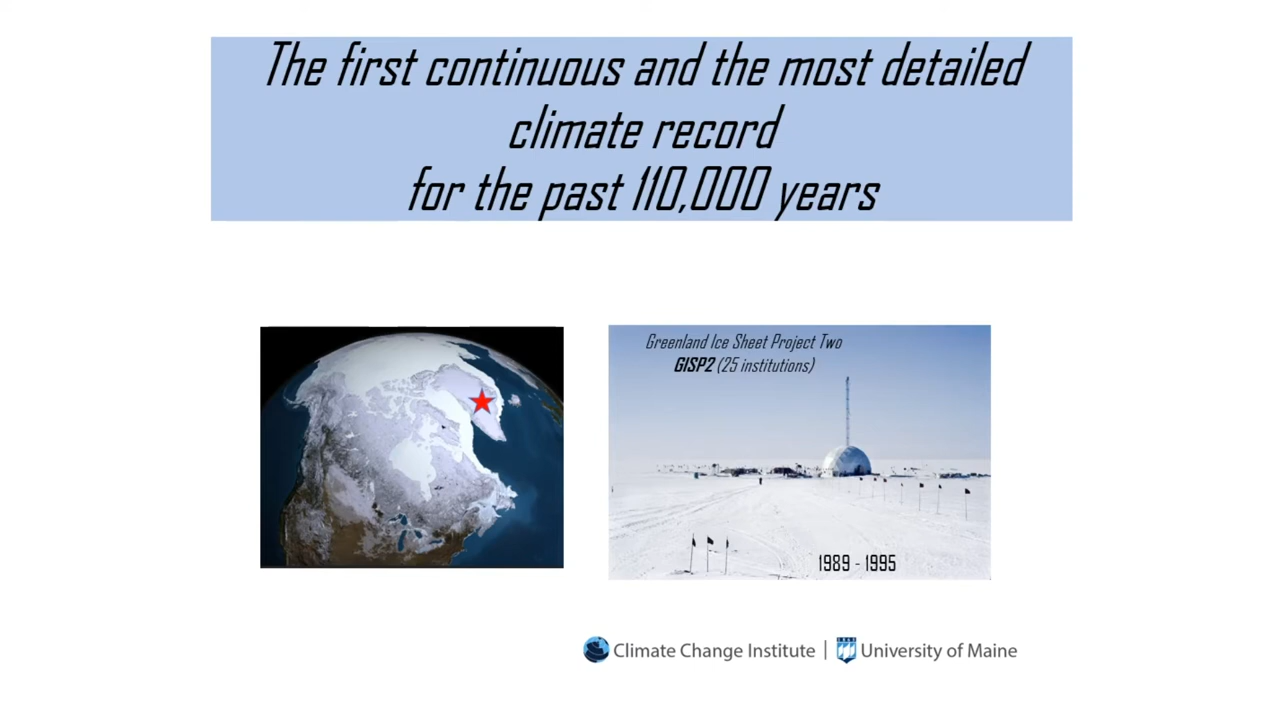 The first continuous and the most detailed
climate record
for the past 110,000 years
Greenland Ice Sheet Project Two
GISP2 (25 institutions)
1989 - 1995
Climate Change Institute | University of Maine